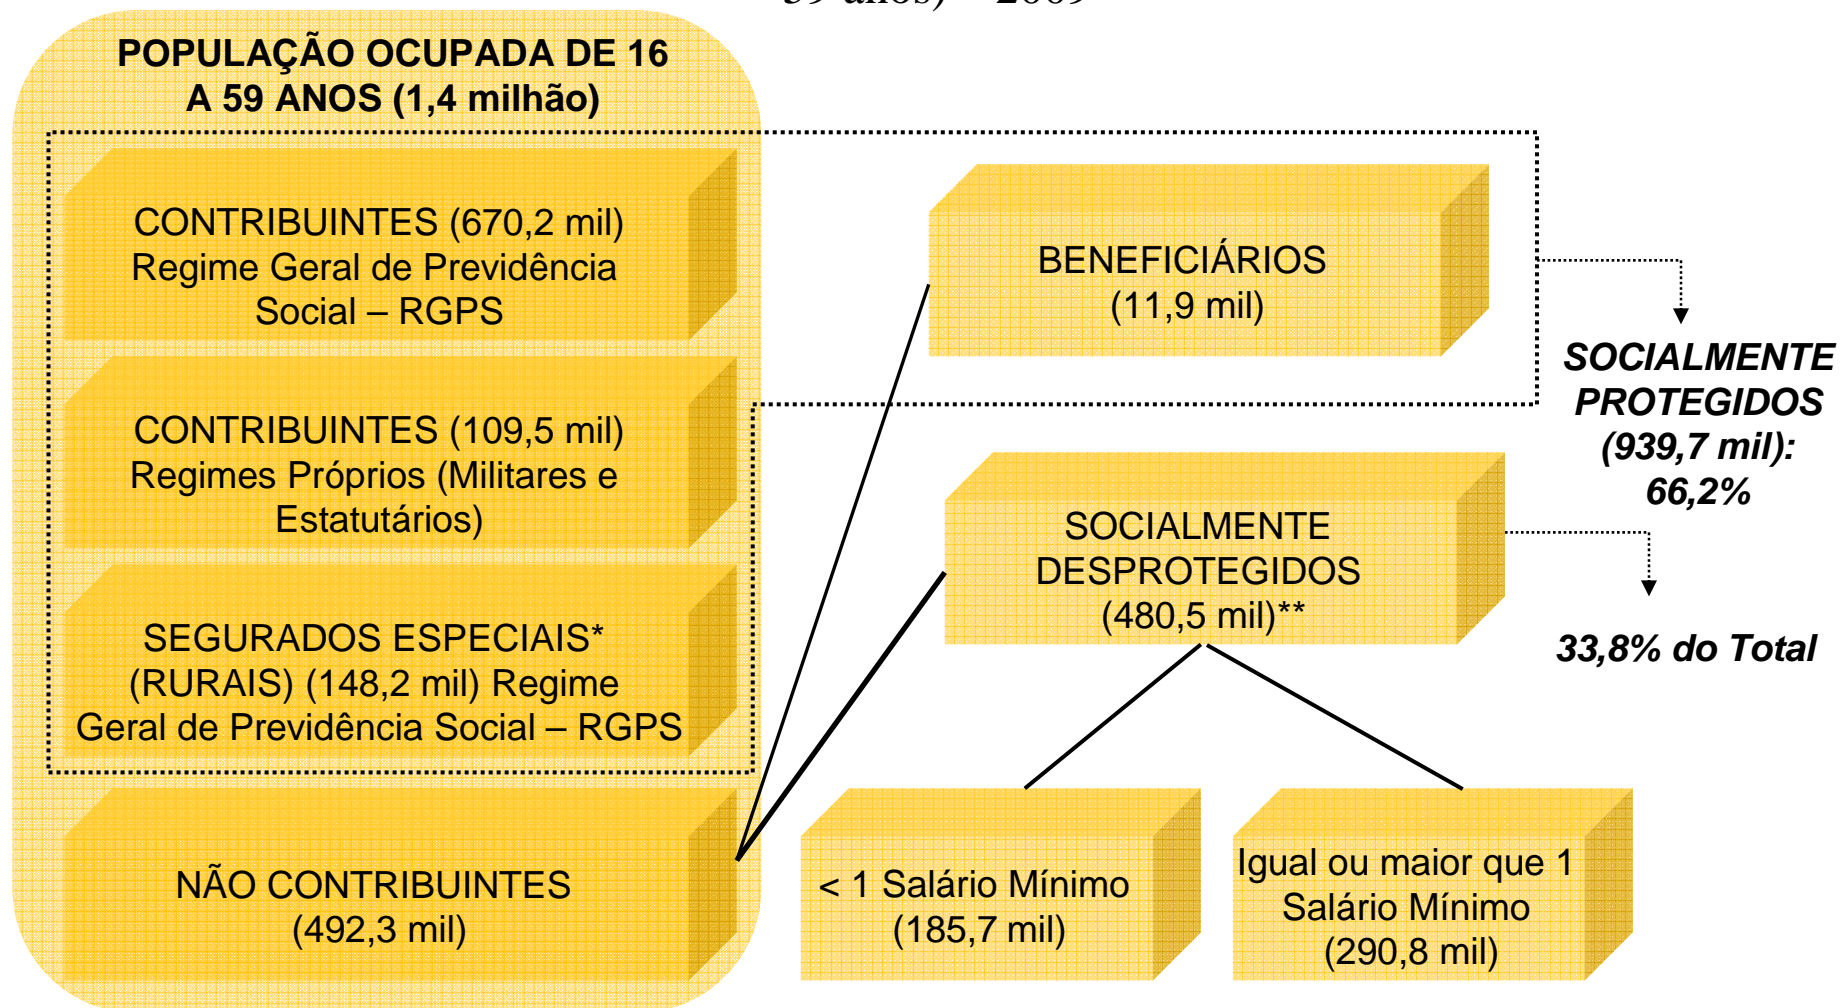 59 anos) – 2009
POPULAÇÃO OCUPADA DE 16
A 59 ANOS (1,4 milhão)
CONTRIBUINTES (670,2 mil)
Regime Geral de Previdência
Social – RGPS
CONTRIBUINTES (109,5 mil)
Regimes Próprios (Militares e
Estatutários)
SEGURADOS ESPECIAIS*
(RURAIS) (148,2 mil) Regime
Geral de Previdência Social – RGPS
NÃO CONTRIBUINTES
(492,3 mil)
BENEFICIÁRIOS
(11,9 mil)
SOCIALMENTE
PROTEGIDOS
(939,7 mil):
66,2%
SOCIALMENTE
DESPROTEGIDOS
(480,5 mil)**
33,8% do Total
< 1 Salário Mínimo
(185,7 mil)
Igual ou maior que 1
Salário Mínimo
(290,8 mil)